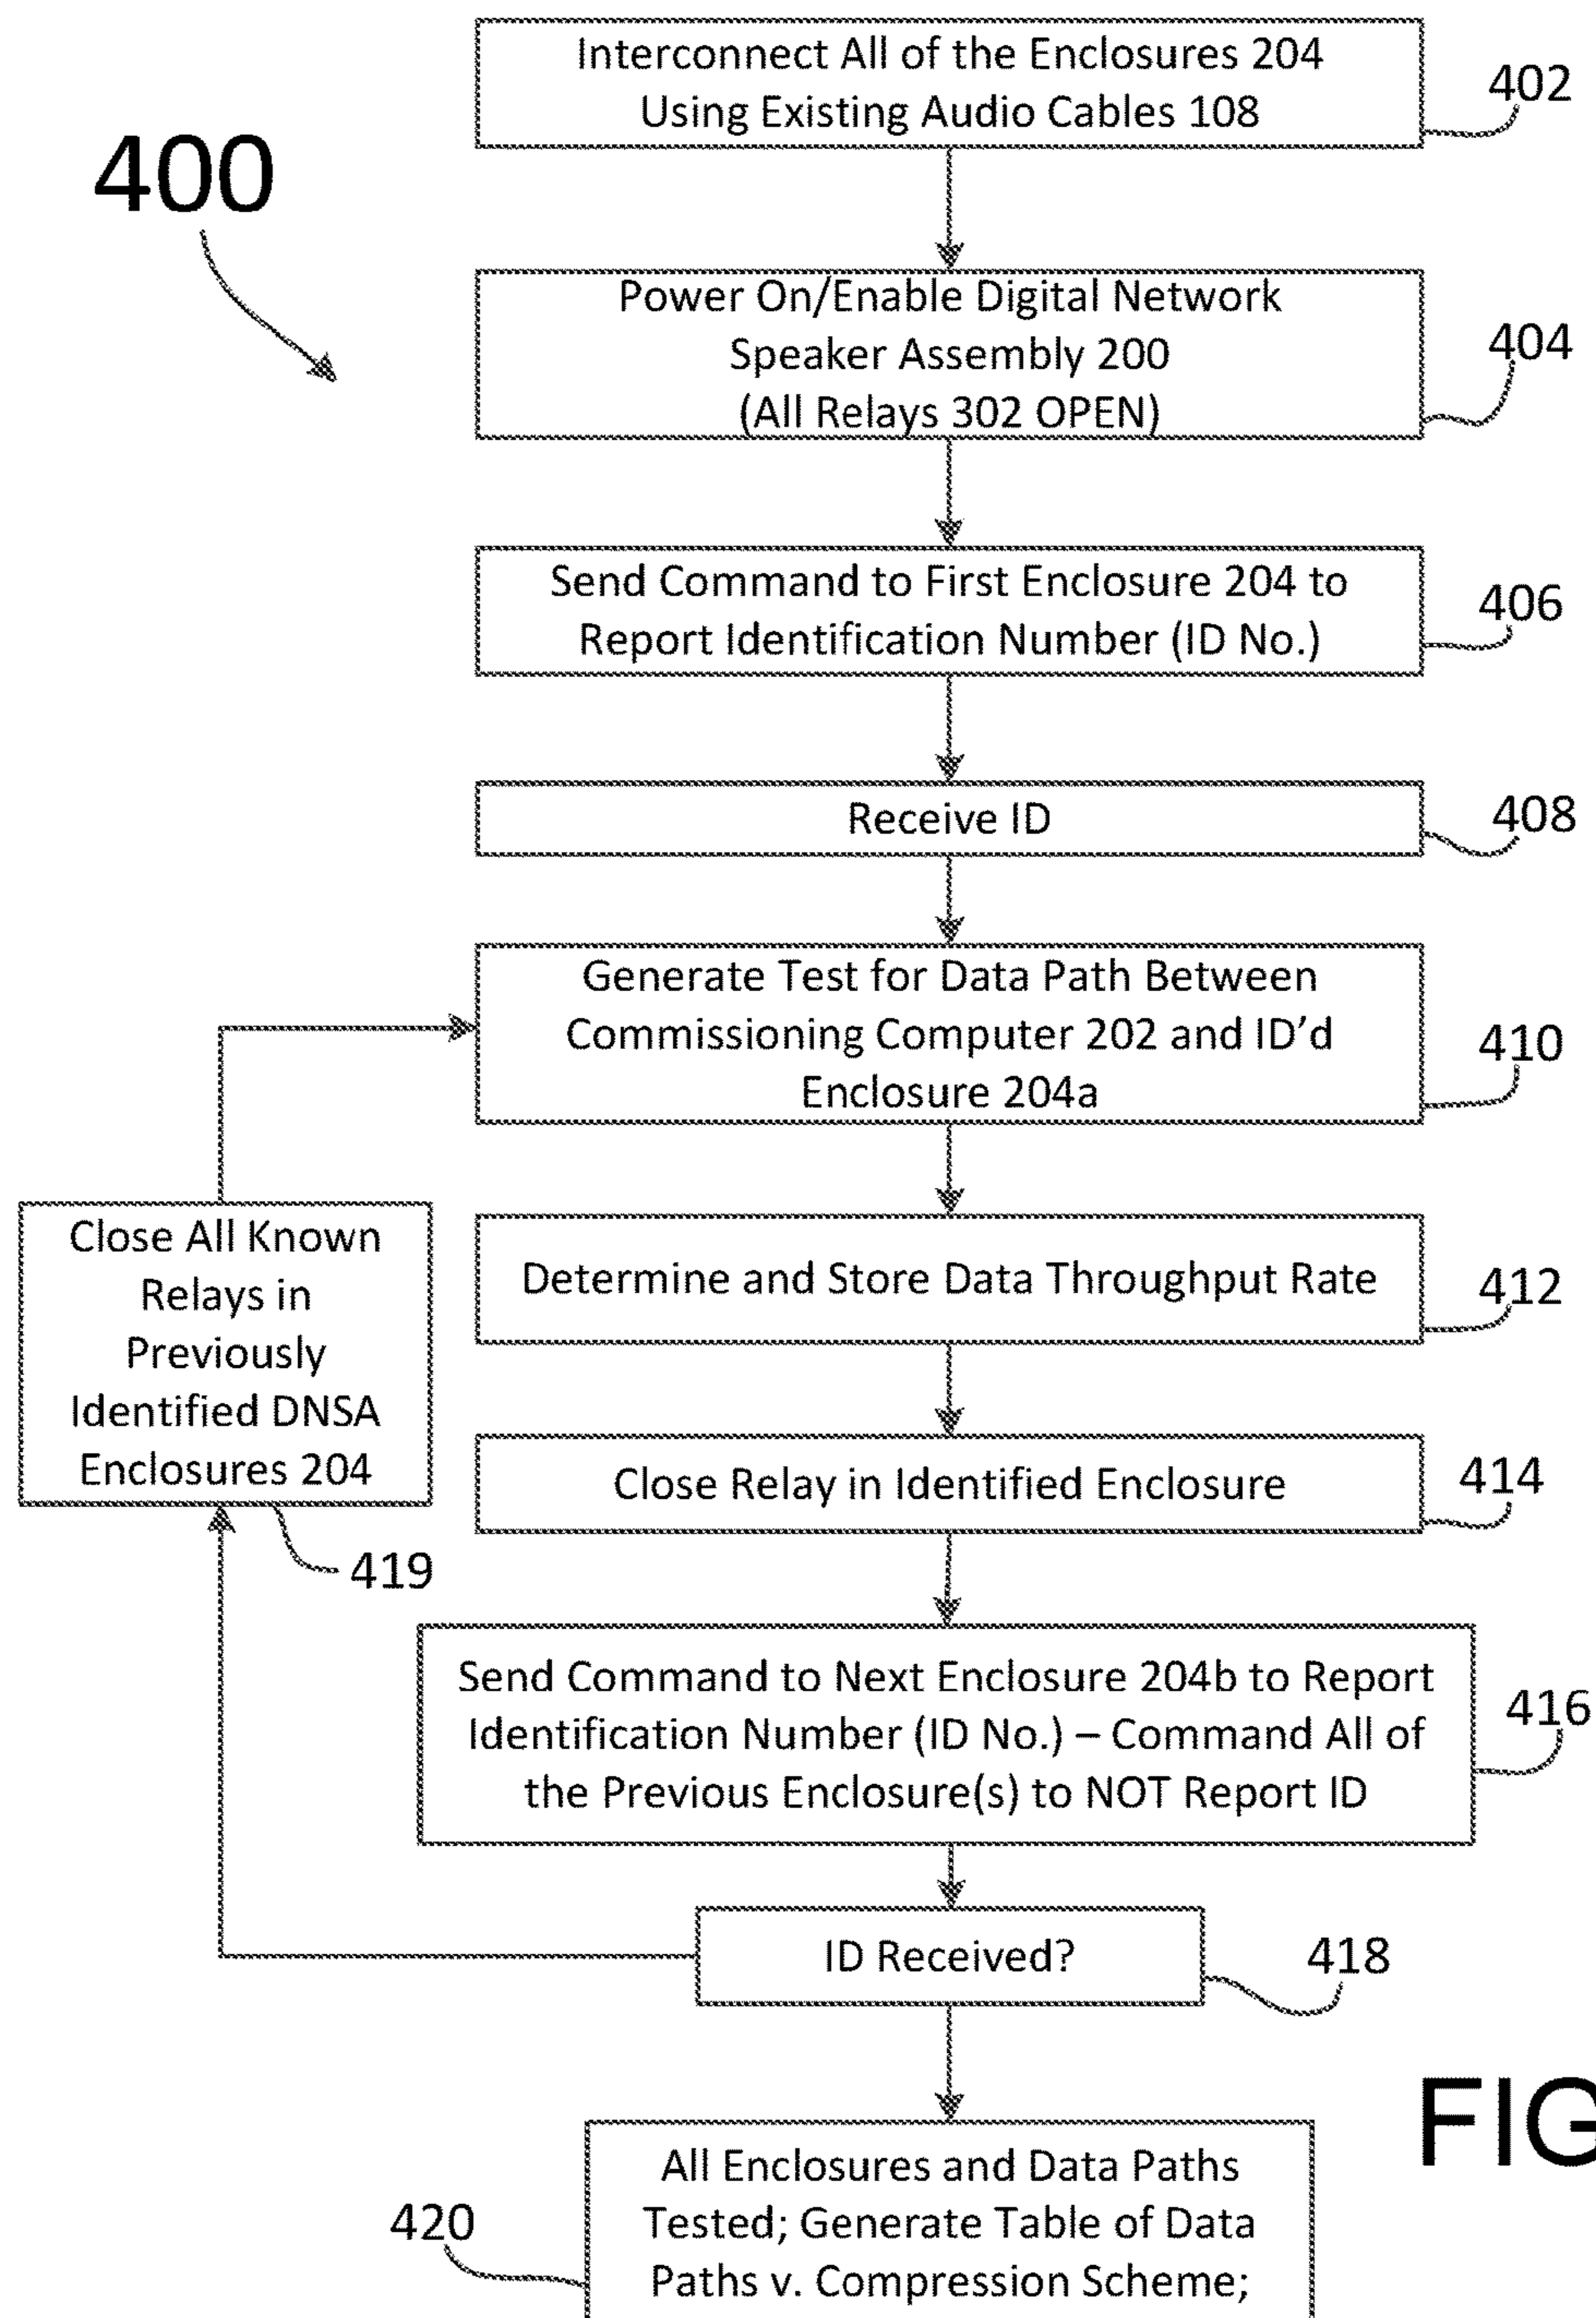 Interconnect All of the Enclosures 204
Using Existing Audio Cables 108
402
400
Power On/Enable Digital Network
Speaker Assembly 200
(All Relays 302 OPEN)
404
Send Command to First Enclosure 204 to
Report Identification Number (ID No.)
406
Receive ID
408
Generate Test for Data Path Between
Commissioning Computer 202 and ID’d
Enclosure 204a
410
Close All Known
Relays in
Previously
Identified DNSA
Enclosures 204
419
Determine and Store Data Throughput Rate
412
Close Relay in Identified Enclosure
414
Send Command to Next Enclosure 204b to Report
Identification Number (ID No.) – Command All of
the Previous Enclosure(s) to NOT Report ID
416
ID Received?
418
FIG
All Enclosures and Data Paths
Tested; Generate Table of Data
Paths v. Compression Scheme;
420